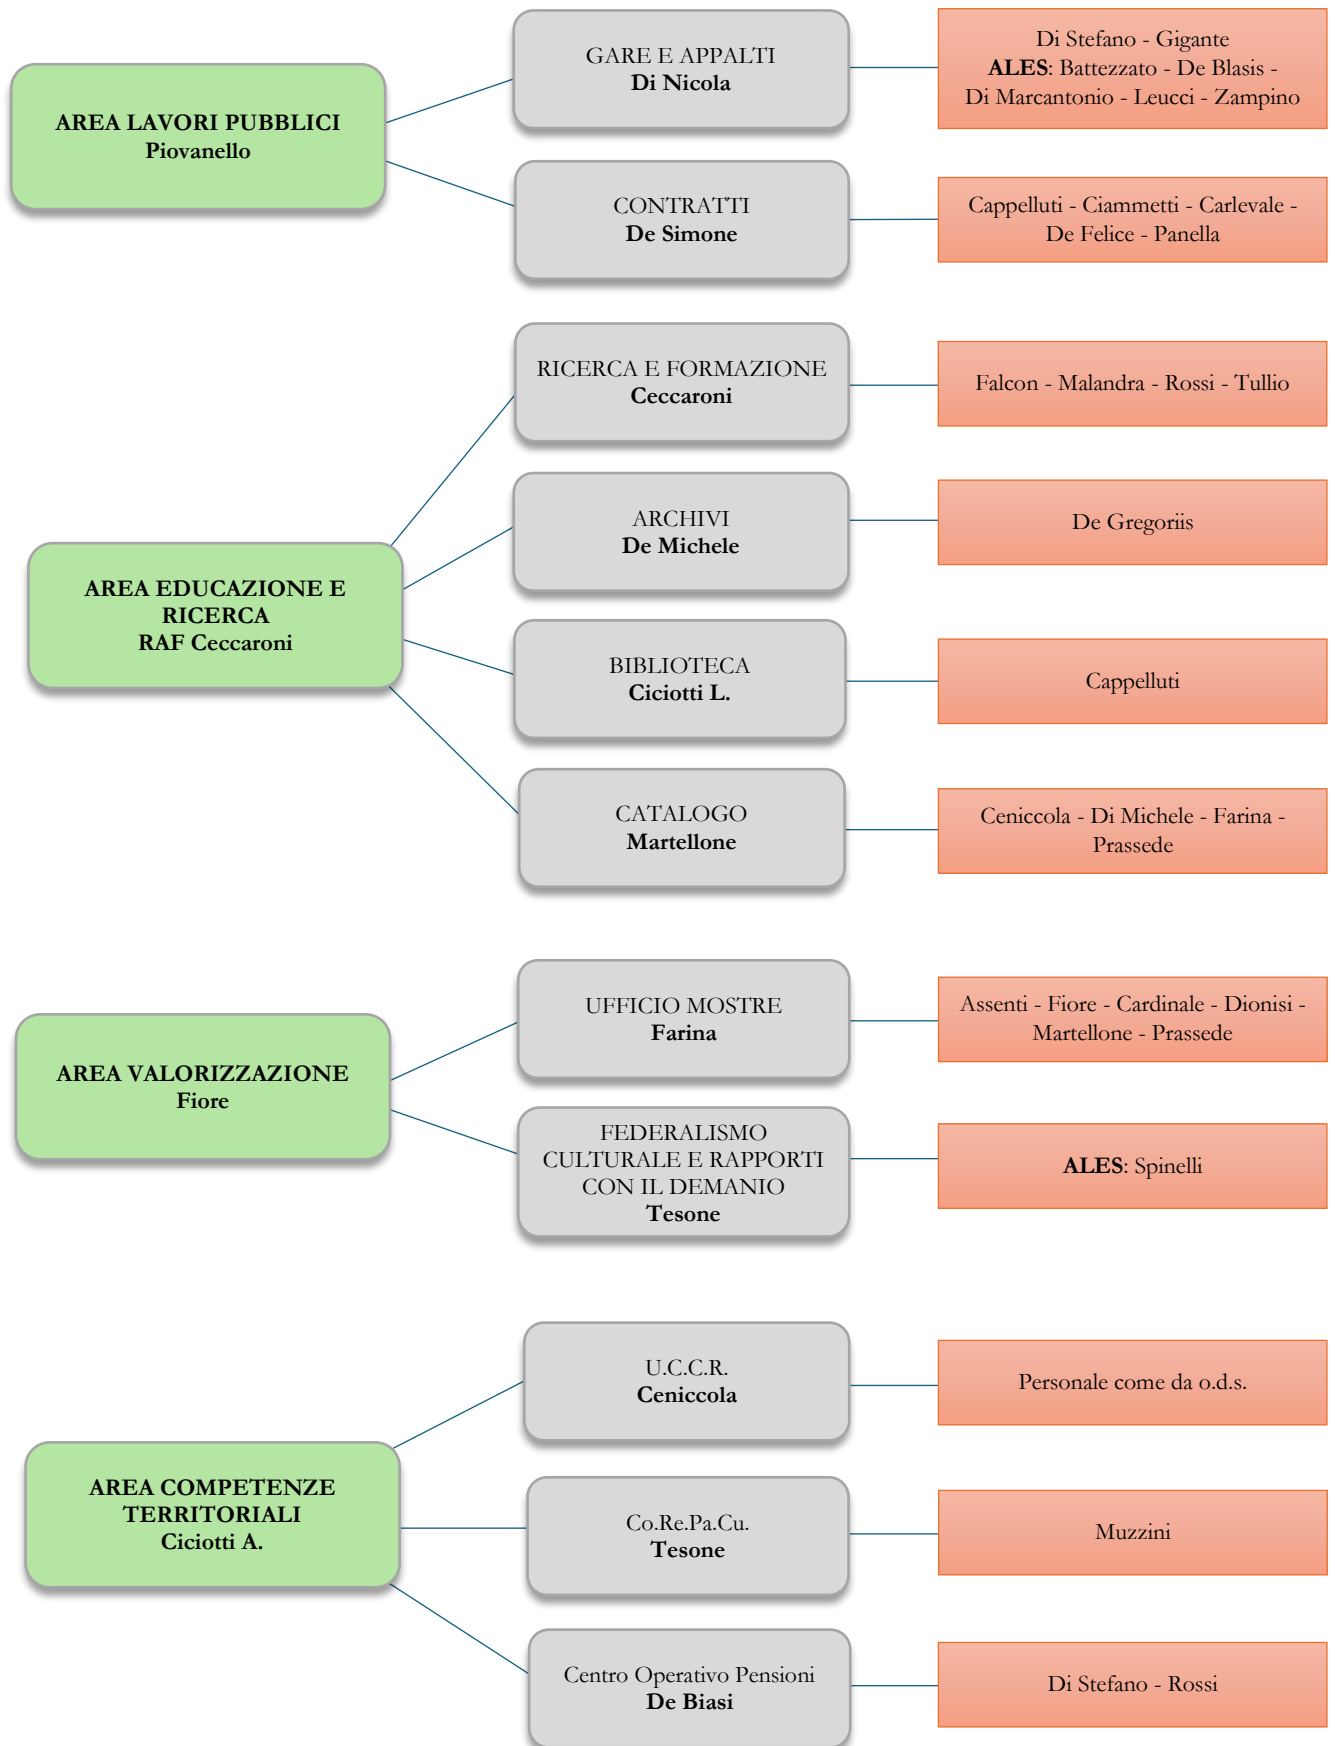 AREA LAVORI PUBBLICI
Piovanello
GARE E APPALTI
Di Nicola
Di Stefano - Gigante
ALES: Battezzato - De Blasis -
Di Marcantonio - Leucci - Zampino
CONTRATTI
De Simone
Cappelluti - Ciammetti - Carlevale -
De Felice - Panella
AREA EDUCAZIONE E
RICERCA
RAF Ceccaroni
RICERCA E FORMAZIONE
Ceccaroni
Falcon - Malandra - Rossi - Tullio
ARCHIVI
De Michele
De Gregoriis
BIBLIOTECA
Ciciotti L.
Cappelluti
CATALOGO
Martellone
Ceniccola - Di Michele - Farina -
Prassede
AREA VALORIZZAZIONE
Fiore
UFFICIO MOSTRE
Farina
Assenti - Fiore - Cardinale - Dionisi -
Martellone - Prassede
FEDERALISMO
CULTURALE E RAPPORTI
CON IL DEMANIO
Tesone
ALES: Spinelli
AREA COMPETENZE
TERRITORIALI
Ciciotti A.
U.C.C.R.
Ceniccola
Personale come da o.d.s.
Co.Re.Pa.Cu.
Tesone
Muzzini
Centro Operativo Pensioni
De Biasi
Di Stefano - Rossi